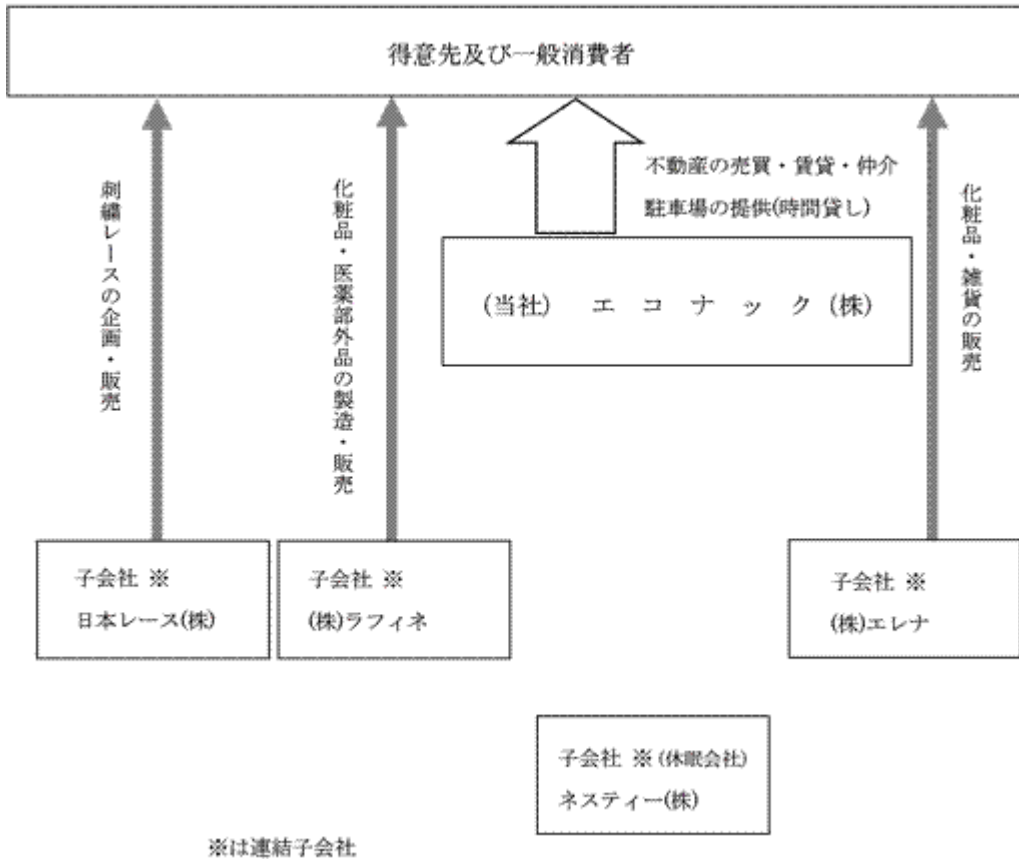 得意先及び一般消費者
刺繍レースの企画・販売
化粧品・医薬部外品の製造・販売
不動産の売買・賃貸・仲介
駐車場の提供(時間貸し)
(当社) エコナック(株)
化粧品・雑貨の販売
子会社 ※
日本レース(株)
子会社 ※
(株)ラフィネ
子会社 ※
(株)エレナ
子会社 ※(休眠会社)
ネスティー(株)
※は連結子会社